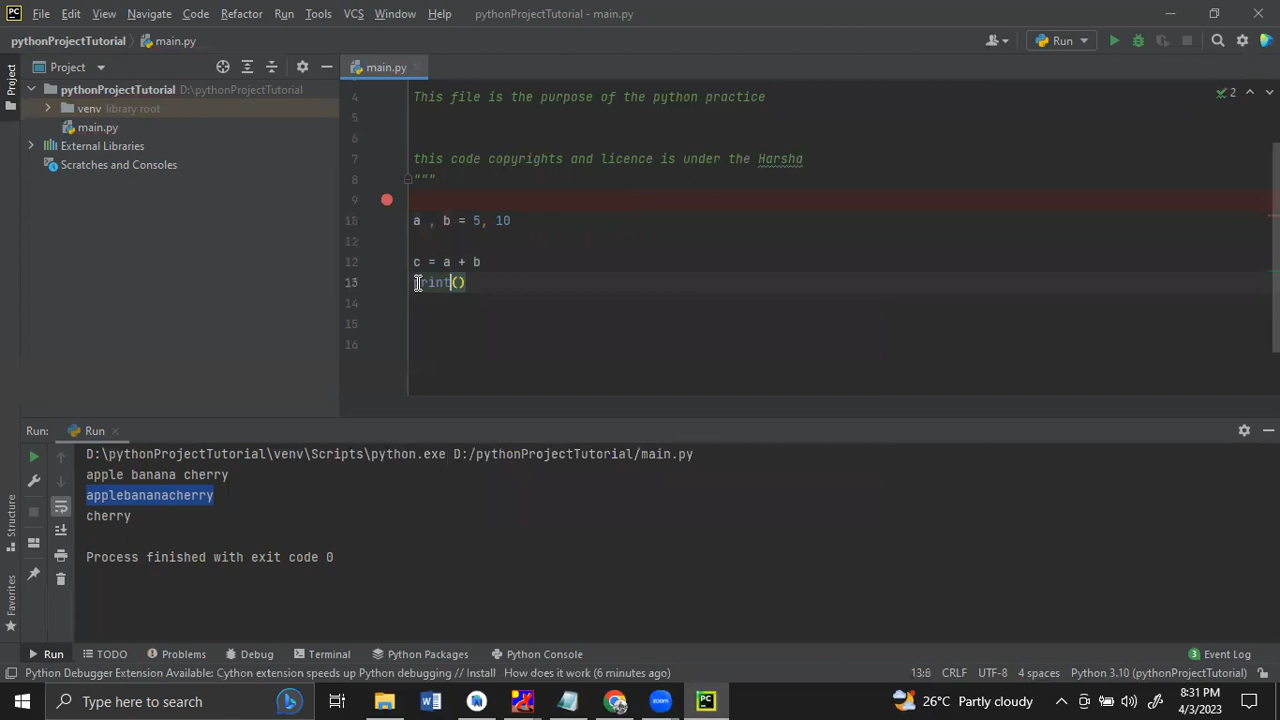 File Edit View Navigate Code Refactor Run Tools VCS Window Help pythonProjectTutorial - main.py
pythonProjectTutorial main.py Run
Project main.py
pythonProjectTutorial D:\pythonProjectTutorial
venv library root
main.py
External Libraries
Scratches and Consoles
4 This file is the purpose of the python practice
5
6
7 this code copyrights and licence is under the Harsha
8 """
9
10 a , b = 5, 10
12
12 c = a + b
13 print()
14
15
16
2
Project
Structure
Favorites
Run: Run
D:\pythonProjectTutorial\venv\Scripts\python.exe D:/pythonProjectTutorial/main.py
apple banana cherry
applebananacherry
cherry
Process finished with exit code 0
Run TODO Problems Debug Terminal Python Packages Python Console 3 Event Log
Python Debugger Extension Available: Cython extension speeds up Python debugging // Install How does it work (6 minutes ago) 13:6 CRLF UTF-8 4 spaces Python 3.10 (pythonProjectTutorial)
Type here to search 26°C Partly cloudy 8:31 PM
4/3/2023